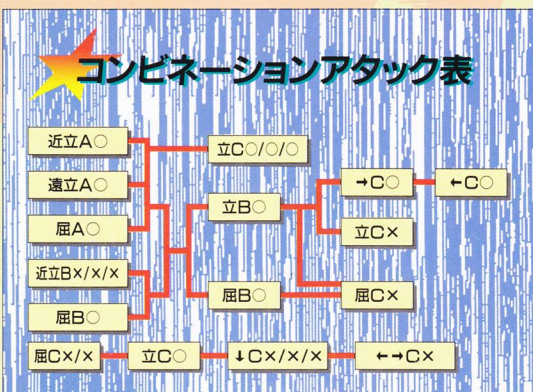 コンビネーションアタック表
近立A○
立C○/○/○
遠立A○
→C○
←C○
立B○
屈A○
立C×
近立B×/×/×
屈B○
屈C×
屈B○
屈C×/×
立C○
↓C×/×/×
←→C×